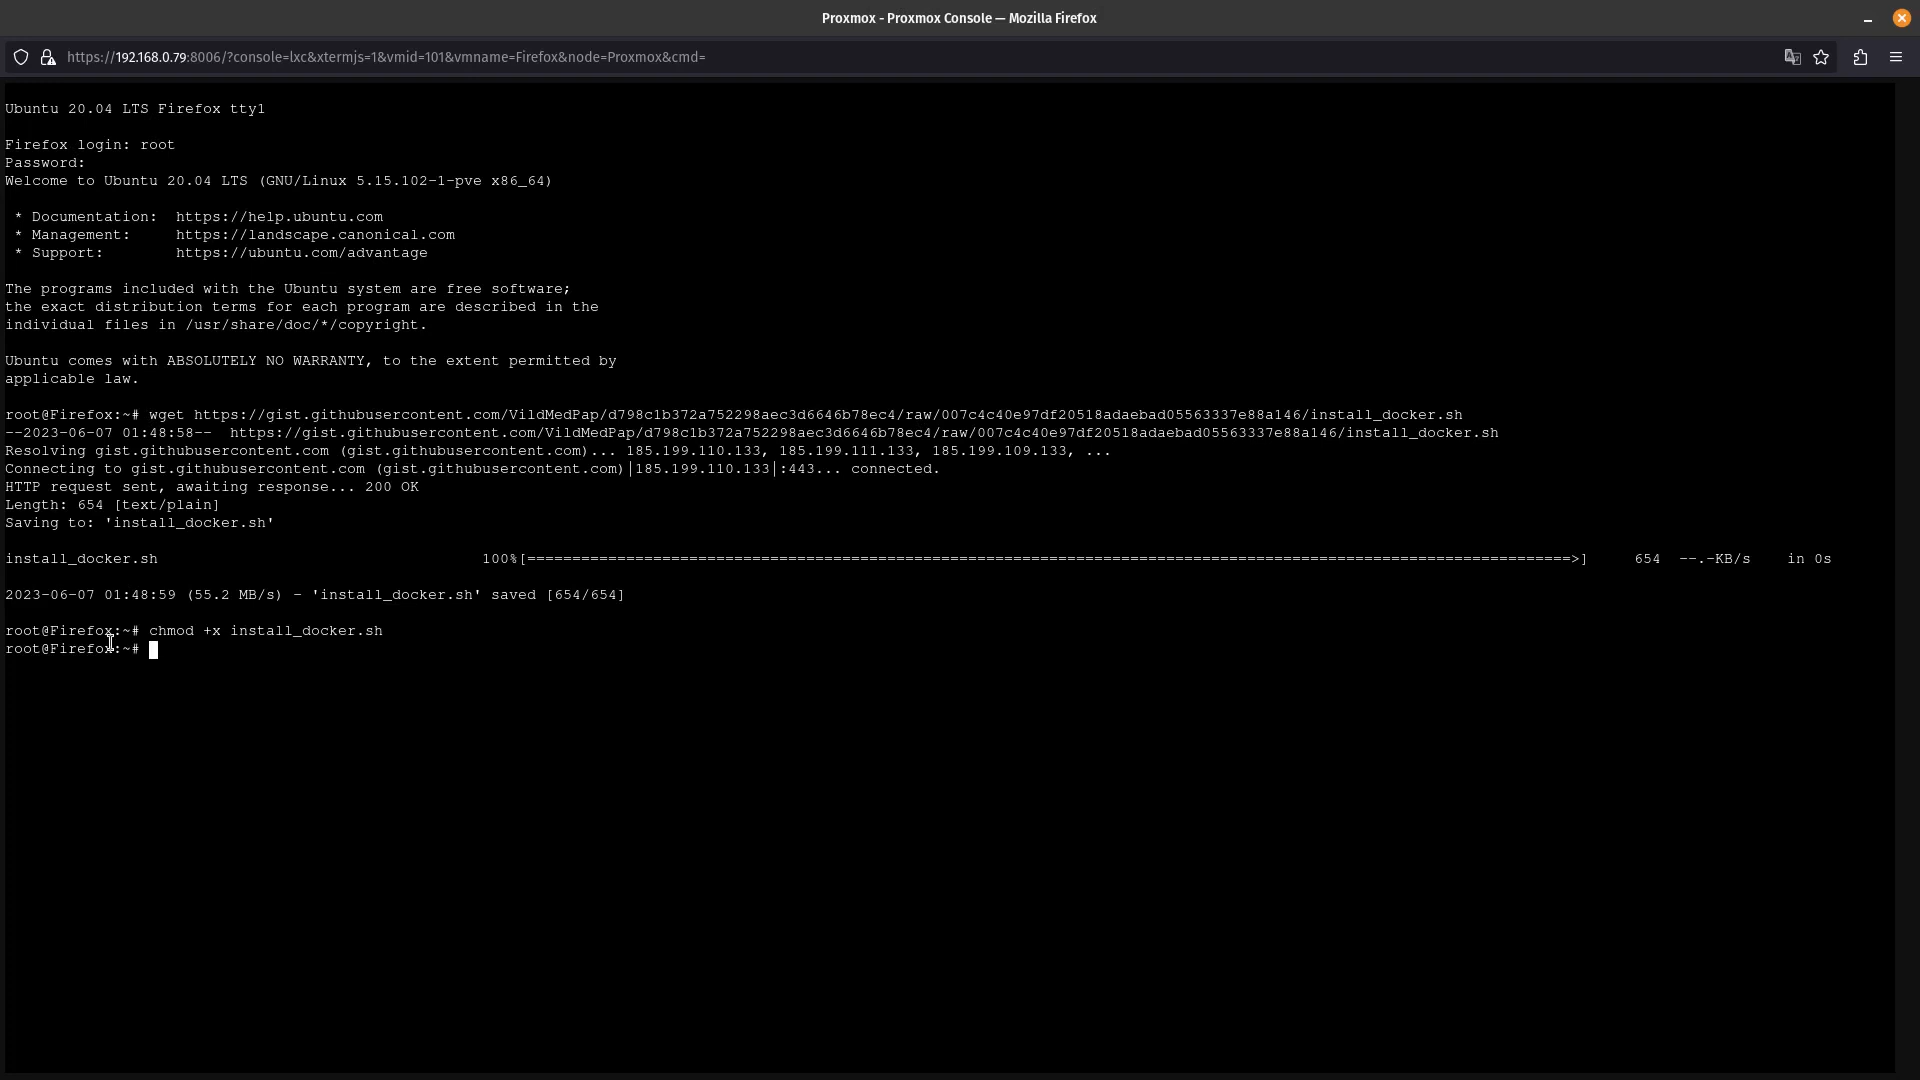 Proxmox - Proxmox Console — Mozilla Firefox
https://192.168.0.79:8006/?console=lxc&xtermjs=1&vmid=101&vmname=Firefox&node=Proxmox&cmd=
Ubuntu 20.04 LTS Firefox tty1
Firefox login: root
Password:
Welcome to Ubuntu 20.04 LTS (GNU/Linux 5.15.102-1-pve x86_64)
* Documentation:  https://help.ubuntu.com
* Management:     https://landscape.canonical.com
* Support:        https://ubuntu.com/advantage
The programs included with the Ubuntu system are free software;
the exact distribution terms for each program are described in the
individual files in /usr/share/doc/*/copyright.
Ubuntu comes with ABSOLUTELY NO WARRANTY, to the extent permitted by
applicable law.
root@Firefox:~# wget https://gist.githubusercontent.com/VildMedPap/d798c1b372a752298aec3d6646b78ec4/raw/007c4c40e97df20518adaebad05563337e88a146/install_docker.sh
--2023-06-07 01:48:58--  https://gist.githubusercontent.com/VildMedPap/d798c1b372a752298aec3d6646b78ec4/raw/007c4c40e97df20518adaebad05563337e88a146/install_docker.sh
Resolving gist.githubusercontent.com (gist.githubusercontent.com)... 185.199.110.133, 185.199.111.133, 185.199.109.133, ...
Connecting to gist.githubusercontent.com (gist.githubusercontent.com)|185.199.110.133|:443... connected.
HTTP request sent, awaiting response... 200 OK
Length: 654 [text/plain]
Saving to: 'install_docker.sh'
install_docker.sh 100%[====================================================================================================================>] 654 --.-KB/s in 0s
2023-06-07 01:48:59 (55.2 MB/s) - 'install_docker.sh' saved [654/654]
root@Firefox:~# chmod +x install_docker.sh
root@Firefox:~#